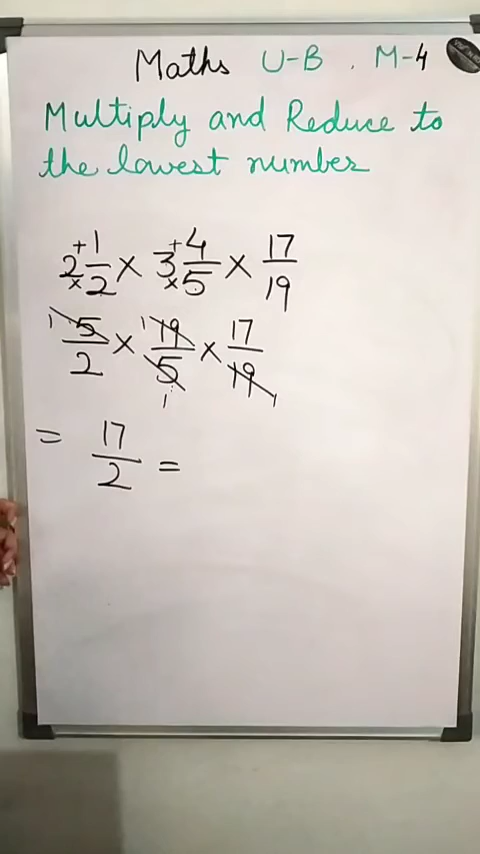 Maths U-B . M-4
Multiply and Reduce to
the lowest number
2 1/2 × 3 4/5 × 17/19
5/2 × 19/5 × 17/19
= 17/2 =